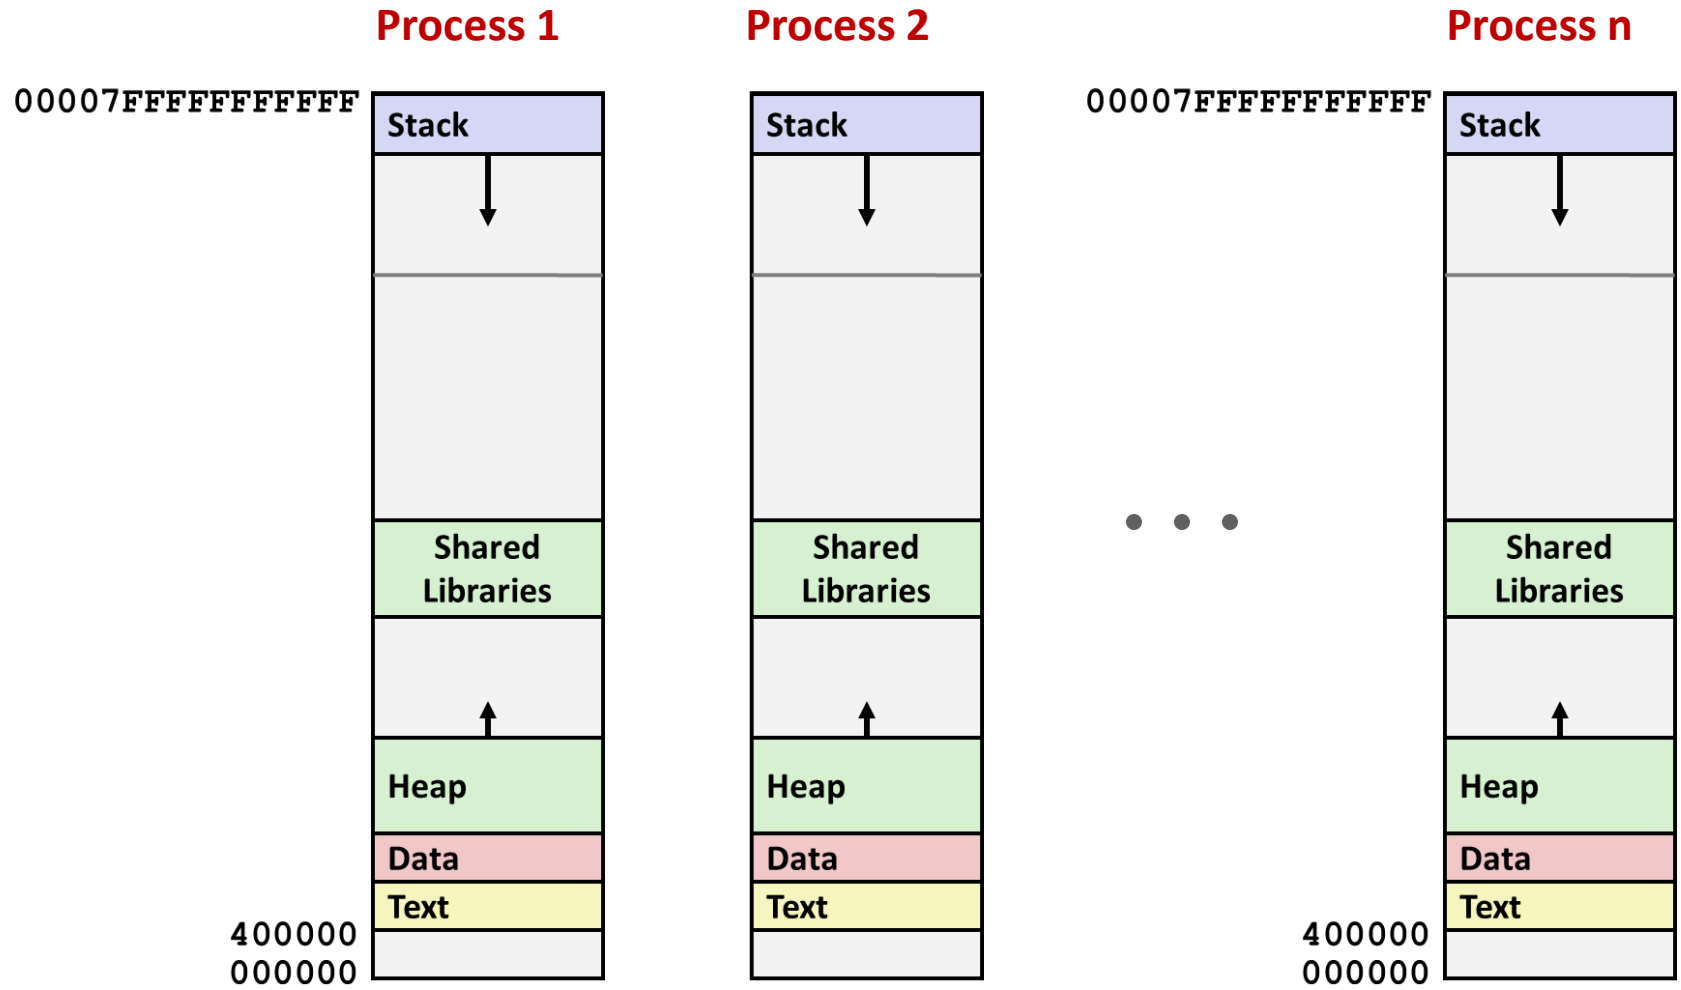 Process 1
Process 2
Process n
00007FFFFFFFFFFF
Stack
Stack
00007FFFFFFFFFFF
Stack
Shared
Libraries
Shared
Libraries
Shared
Libraries
Heap
Heap
Heap
Data
Data
Data
Text
Text
Text
400000
400000
000000
000000